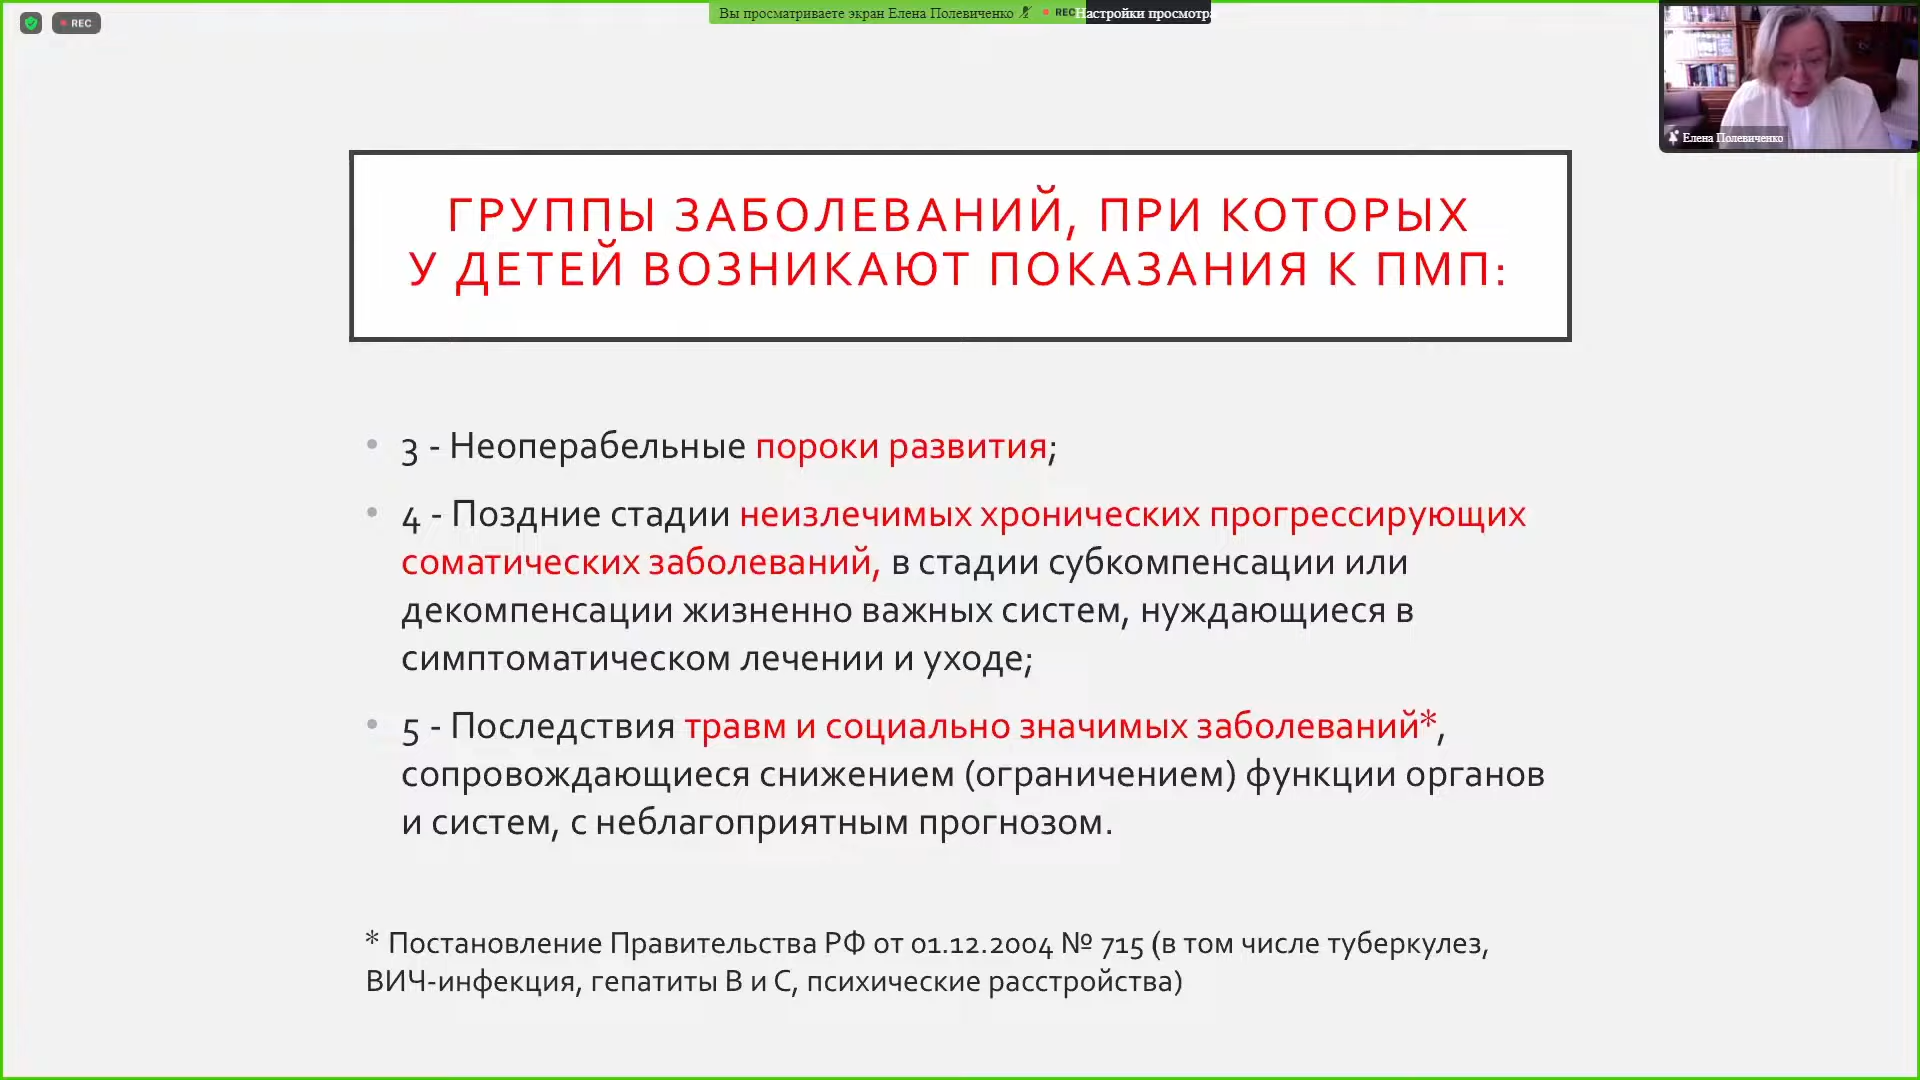 REC
Вы просматриваете экран Елена Полевиченко
REC
Настройки просмотра
Елена Полевиченко
ГРУППЫ ЗАБОЛЕВАНИЙ, ПРИ КОТОРЫХ
У ДЕТЕЙ ВОЗНИКАЮТ ПОКАЗАНИЯ К ПМП:
• 3 - Неоперабельные пороки развития;
• 4 - Поздние стадии неизлечимых хронических прогрессирующих
соматических заболеваний, в стадии субкомпенсации или
декомпенсации жизненно важных систем, нуждающиеся в
симптоматическом лечении и уходе;
• 5 - Последствия травм и социально значимых заболеваний*,
сопровождающиеся снижением (ограничением) функции органов
и систем, с неблагоприятным прогнозом.
* Постановление Правительства РФ от 01.12.2004 № 715 (в том числе туберкулез,
ВИЧ-инфекция, гепатиты В и С, психические расстройства)